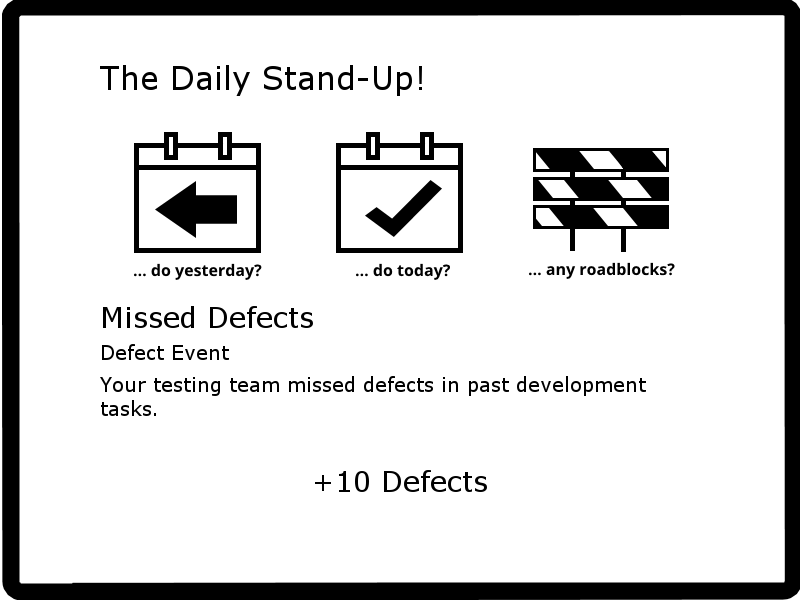 The Daily Stand-Up!
... do yesterday?
... do today?
... any roadblocks?
Missed Defects
Defect Event
Your testing team missed defects in past development
tasks.
+10 Defects